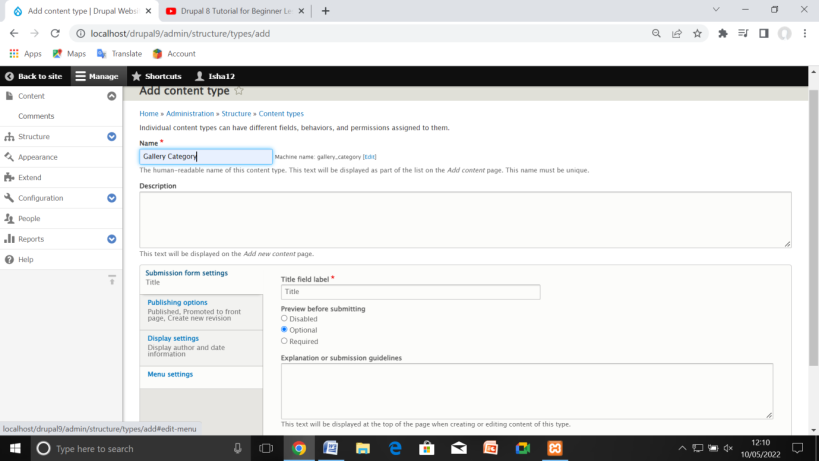 Add content type | Drupal Websi
Drupal 8 Tutorial for Beginner Le
localhost/drupal9/admin/structure/types/add
Apps
Maps
Translate
Account
Back to site
Manage
Shortcuts
Isha12
Content
Comments
Structure
Appearance
Extend
Configuration
People
Reports
Help
Add content type
Home » Administration » Structure » Content types
Individual content types can have different fields, behaviors, and permissions assigned to them.
Name *
Gallery Category
Machine name: gallery_category [Edit]
The human-readable name of this content type. This text will be displayed as part of the list on the Add content page. This name must be unique.
Description
This text will be displayed on the Add new content page.
Submission form settings
Title
Publishing options
Published, Promoted to front
page, Create new revision
Display settings
Display author and date
information
Menu settings
Title field label *
Title
Preview before submitting
Disabled
Optional
Required
Explanation or submission guidelines
This text will be displayed at the top of the page when creating or editing content of this type.
localhost/drupal9/admin/structure/types/add#edit-menu
Type here to search
12:10
10/05/2022